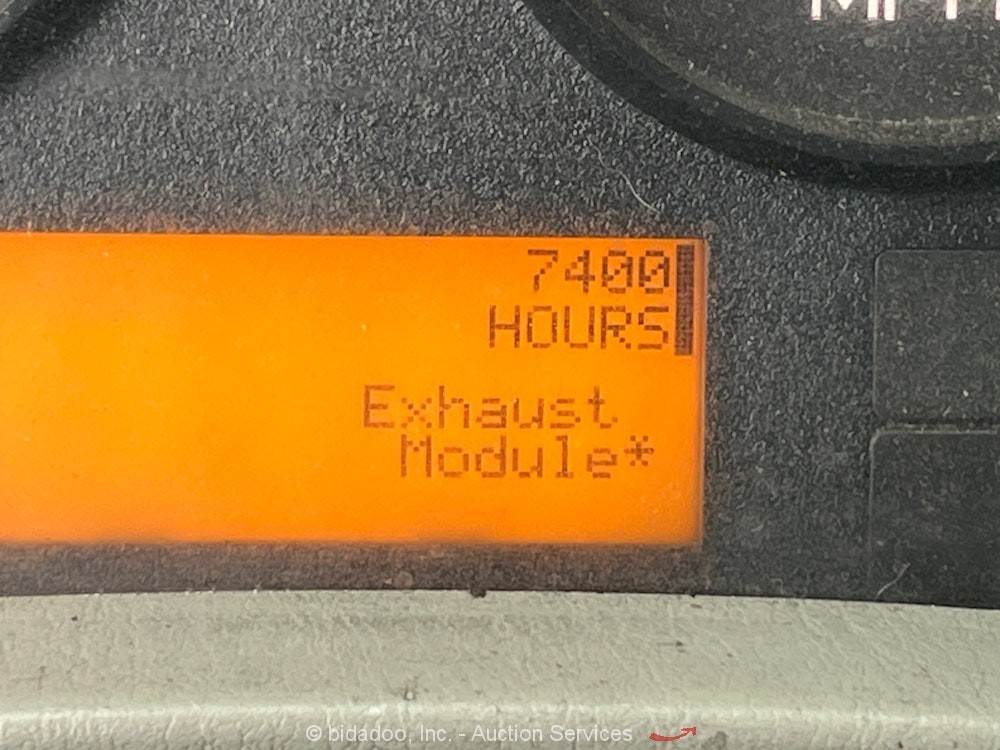 7400
HOURS
Exhaust
Module*
© bidadoo, Inc. - Auction Services